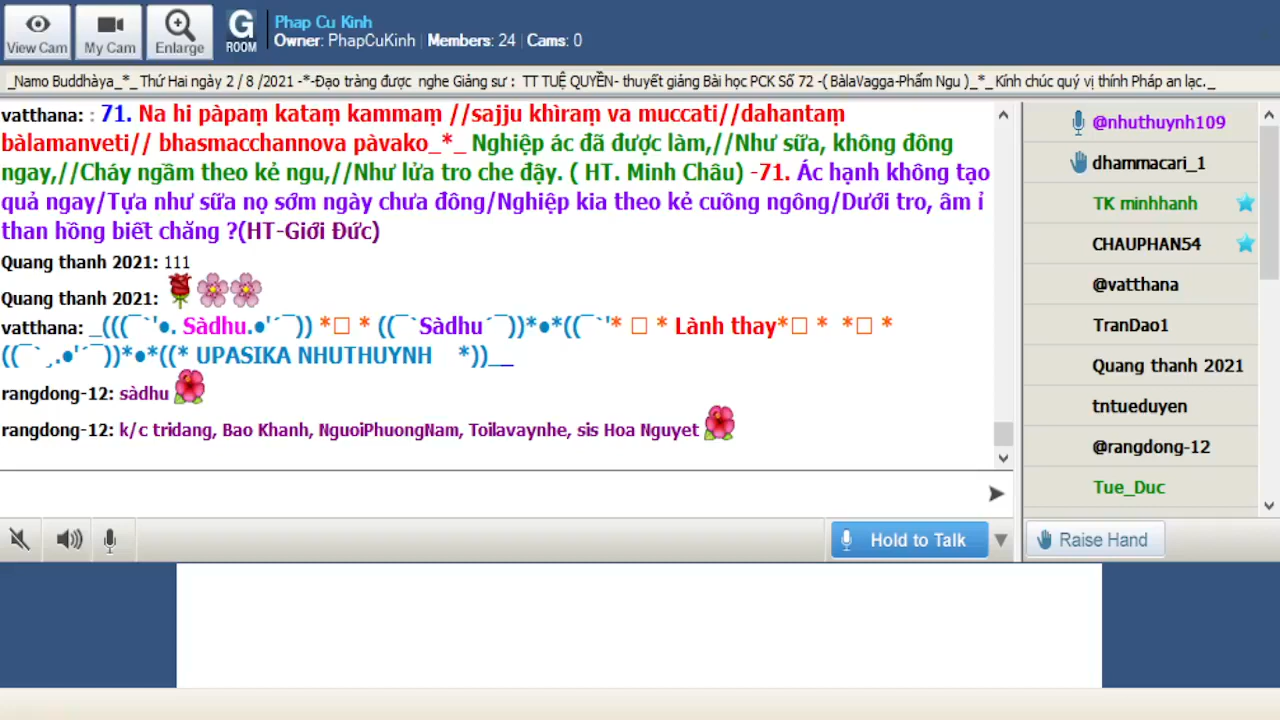 View Cam
My Cam
Enlarge
G
ROOM
Phap Cu Kinh
Owner: PhapCuKinh | Members: 24 | Cams: 0
_Namo Buddhàya_*_ Thứ Hai ngày 2 / 8 /2021 -*-Đạo tràng được nghe Giảng sư : TT TUỆ QUYỀN- thuyết giảng Bài học PCK Số 72 -( BàlaVagga-Phẩm Ngu )_*_ Kính chúc quý vị thính Pháp an lạc._
vatthana: : 71. Na hi pàpaṃ kataṃ kammaṃ //sajju khìraṃ va muccati//dahantaṃ
bàlamanveti// bhasmacchannova pàvako_*_ Nghiệp ác đã được làm,//Như sữa, không đông
ngay,//Cháy ngầm theo kẻ ngu,//Như lửa tro che đậy. ( HT. Minh Châu) -71. Ác hạnh không tạo
quả ngay/Tựa như sữa nọ sớm ngày chưa đông/Nghiệp kia theo kẻ cuồng ngông/Dưới tro, âm ỉ
than hồng biết chăng ?(HT-Giới Đức)
Quang thanh 2021: 111
Quang thanh 2021:
vatthana: _(((¯`'●. Sàdhu.●'´¯)) *□ * ((¯`Sàdhu´¯))*●*((¯`'* □ * Lành thay*□ * *□ *
((¯`¸.●'´¯))*●*((* UPASIKA NHUTHUYNH *))__
rangdong-12: sàdhu
rangdong-12: k/c tridang, Bao Khanh, NguoiPhuongNam, Toilavaynhe, sis Hoa Nguyet
@nhuthuynh109
dhammacari_1
TK minhhanh
CHAUPHAN54
@vatthana
TranDao1
Quang thanh 2021
tntueduyen
@rangdong-12
Tue_Duc
Hold to Talk
Raise Hand